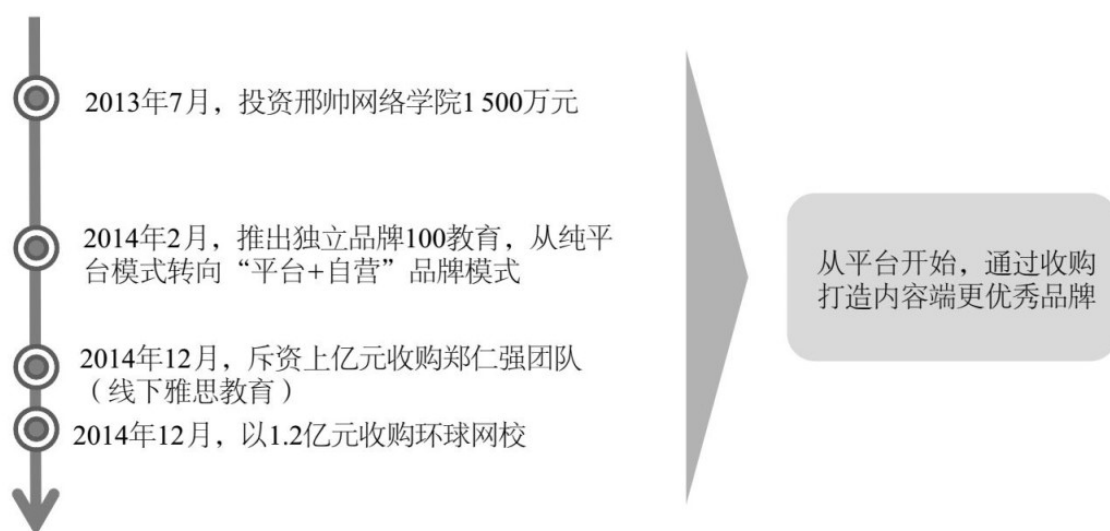 2013年7月，投资邢帅网络学院1 500万元
2014年2月，推出独立品牌100教育，从纯平
台模式转向“平台+自营”品牌模式
2014年12月，斥资上亿元收购郑仁强团队
（线下雅思教育）
2014年12月，以1.2亿元收购环球网校
从平台开始，通过收购
打造内容端更优秀品牌